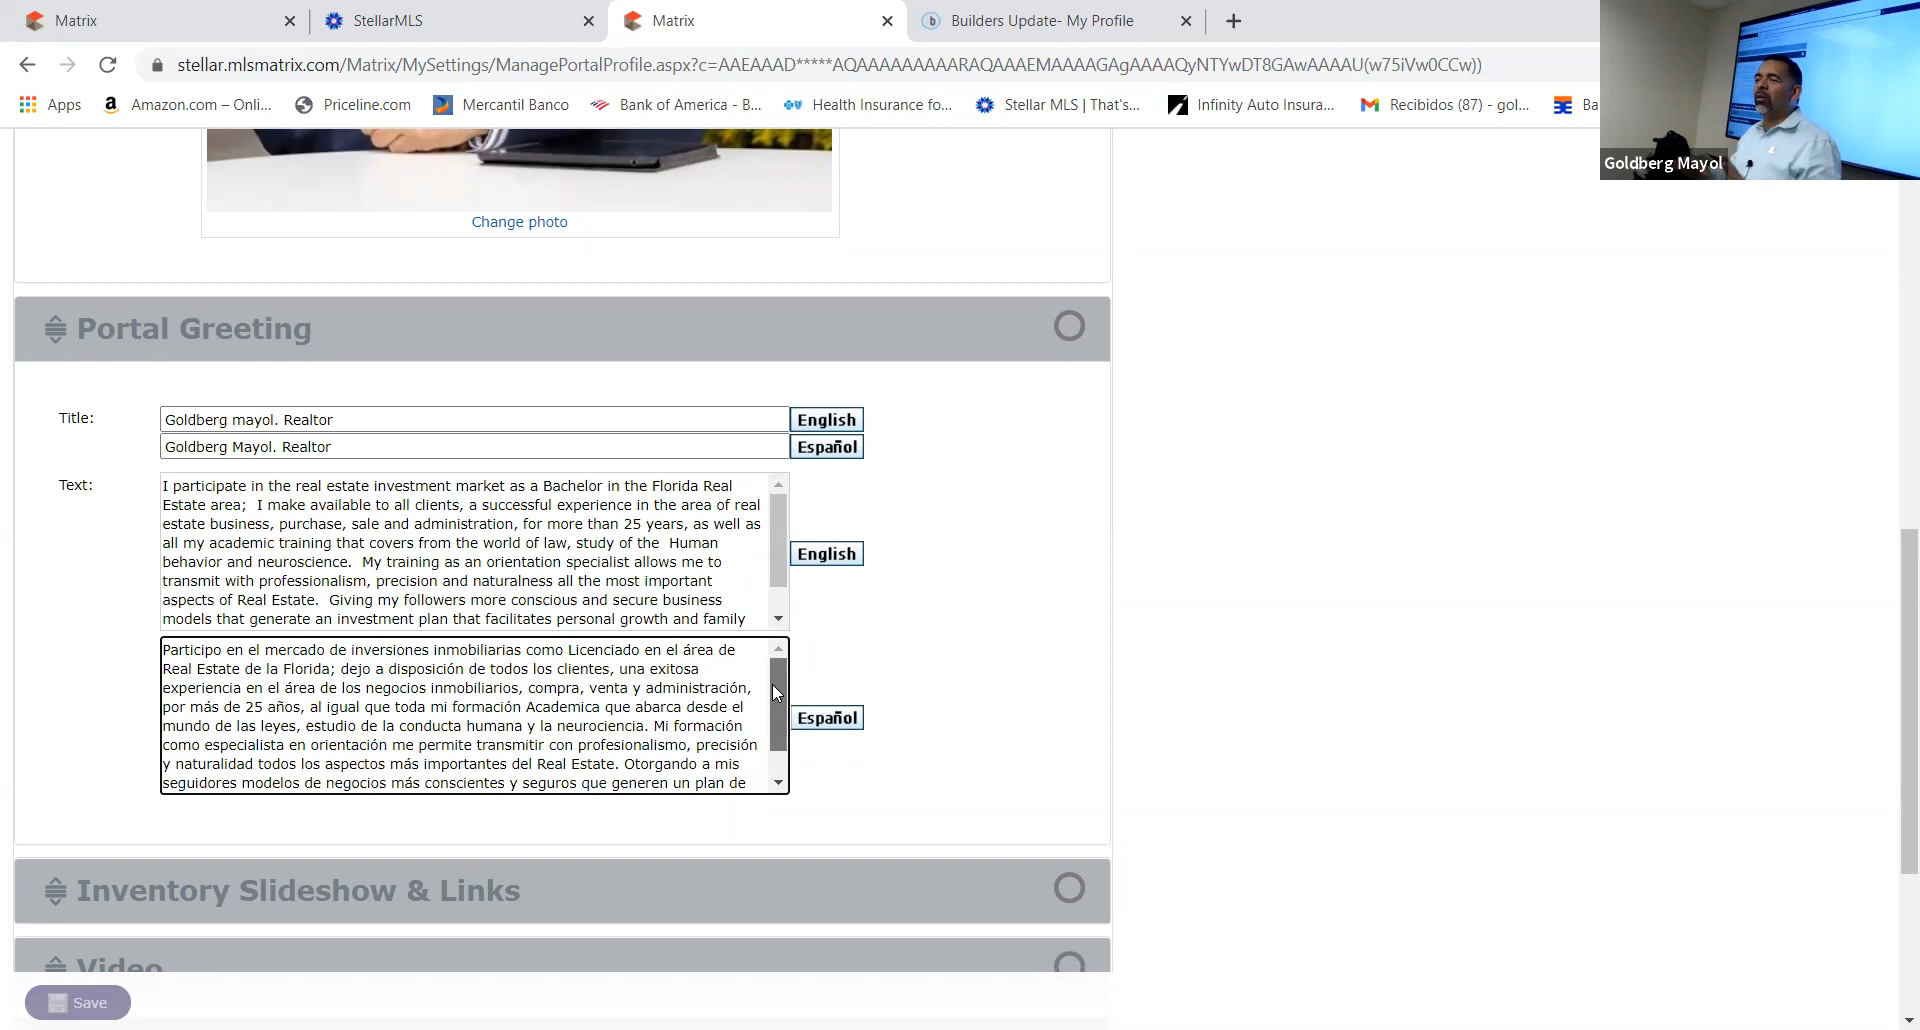 Matrix
StellarMLS
Matrix
Builders Update- My Profile
stellar.mlsmatrix.com/Matrix/MySettings/ManagePortalProfile.aspx?c=AAEAAAD*****AQAAAAAAAAARAQAAAEMAAAAGAgAAAAQyNTYwDT8GAwAAAAU(w75iVw0CCw))
Apps
Amazon.com – Onli...
Priceline.com
Mercantil Banco
Bank of America - B...
Health Insurance fo...
Stellar MLS | That's...
Infinity Auto Insura...
Recibidos (87) - gol...
Ba
Goldberg Mayol
Change photo
Portal Greeting
Title:
Goldberg mayol. Realtor
English
Goldberg Mayol. Realtor
Español
Text:
I participate in the real estate investment market as a Bachelor in the Florida Real
Estate area;  I make available to all clients, a successful experience in the area of real
estate business, purchase, sale and administration, for more than 25 years, as well as
all my academic training that covers from the world of law, study of the  Human
behavior and neuroscience.  My training as an orientation specialist allows me to
transmit with professionalism, precision and naturalness all the most important
aspects of Real Estate.  Giving my followers more conscious and secure business
models that generate an investment plan that facilitates personal growth and family
English
Participo en el mercado de inversiones inmobiliarias como Licenciado en el área de
Real Estate de la Florida; dejo a disposición de todos los clientes, una exitosa
experiencia en el área de los negocios inmobiliarios, compra, venta y administración,
por más de 25 años, al igual que toda mi formación Academica que abarca desde el
mundo de las leyes, estudio de la conducta humana y la neurociencia. Mi formación
como especialista en orientación me permite transmitir con profesionalismo, precisión
y naturalidad todos los aspectos más importantes del Real Estate. Otorgando a mis
seguidores modelos de negocios más conscientes y seguros que generen un plan de
Español
Inventory Slideshow & Links
Video
Save